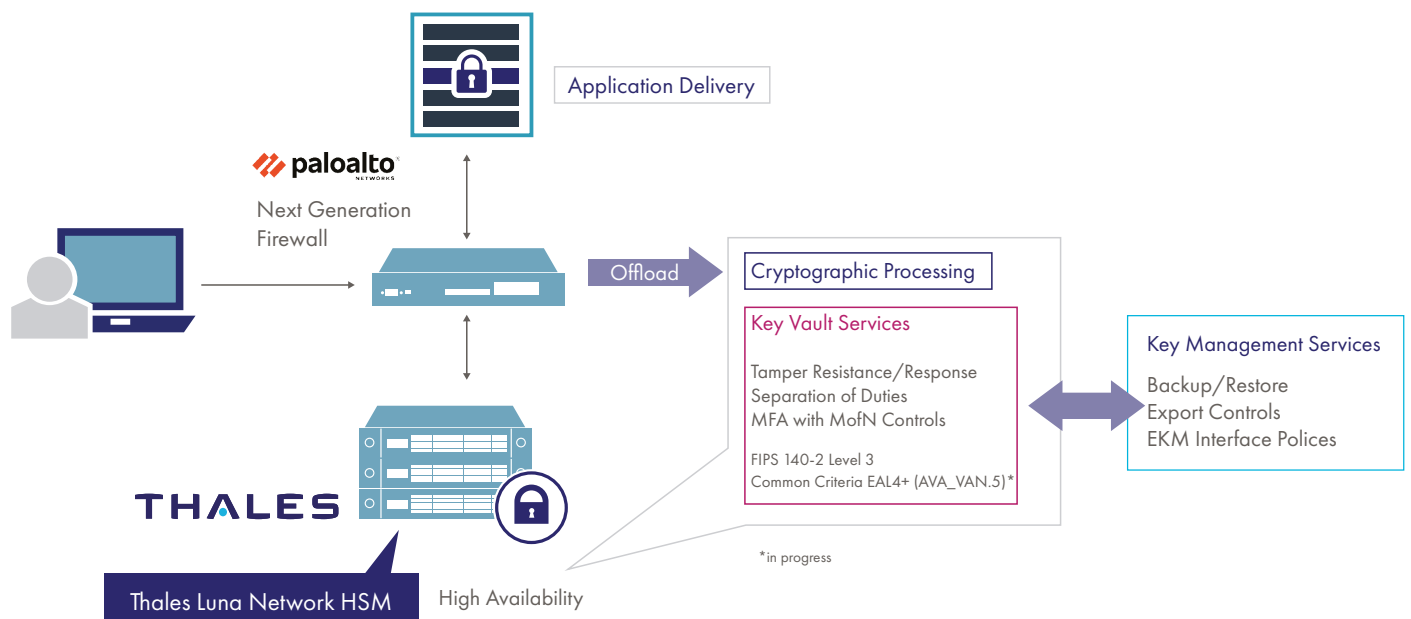 Application Delivery
paloalto
NETWORKS
Next Generation
Firewall
Offload
Cryptographic Processing
Key Vault Services
Tamper Resistance/Response
Separation of Duties
MFA with MofN Controls
FIPS 140-2 Level 3
Common Criteria EAL4+ (AVA_VAN.5)*
Key Management Services
Backup/Restore
Export Controls
EKM Interface Polices
THALES
*in progress
Thales Luna Network HSM
High Availability